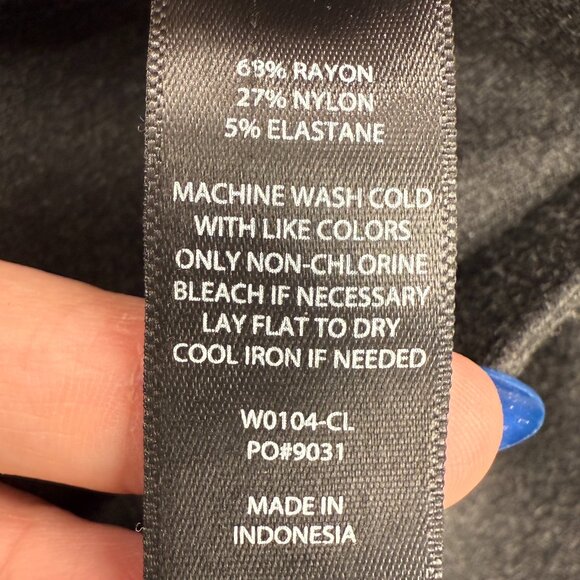 68% RAYON
27% NYLON
5% ELASTANE
MACHINE WASH COLD
WITH LIKE COLORS
ONLY NON-CHLORINE
BLEACH IF NECESSARY
LAY FLAT TO DRY
COOL IRON IF NEEDED
W0104-CL
PO#9031
MADE IN
INDONESIA